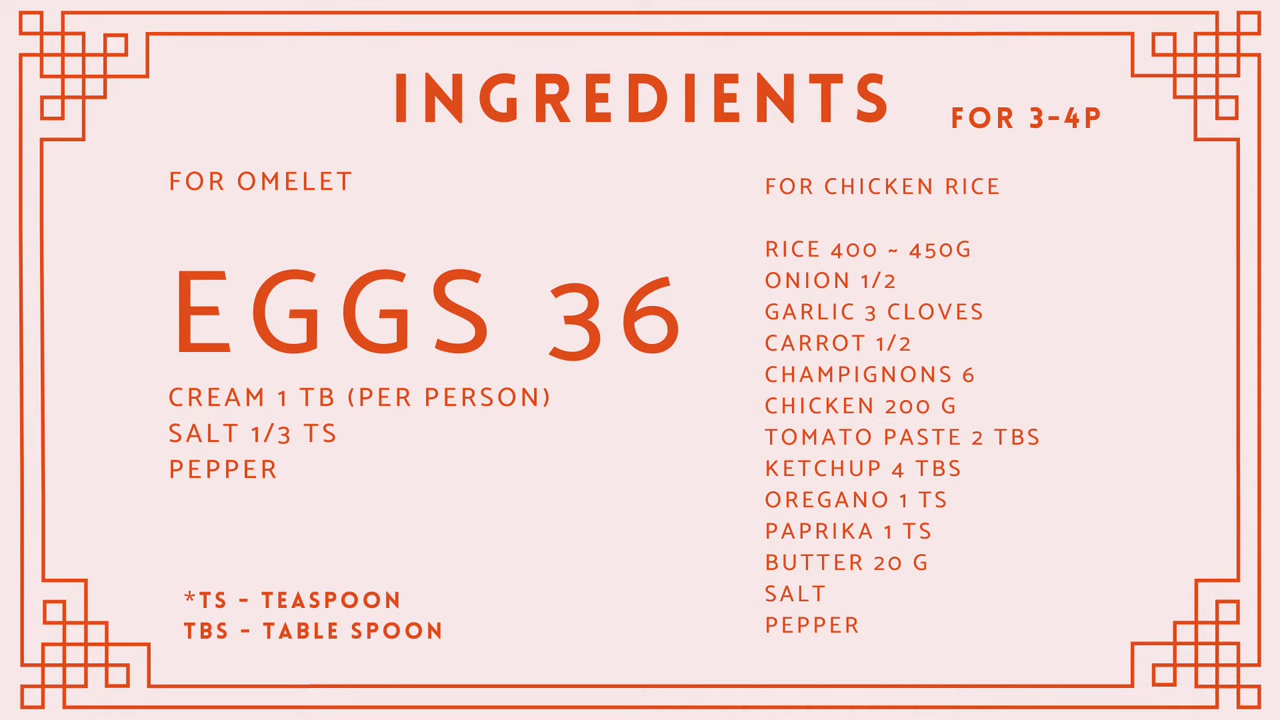 INGREDIENTS
FOR 3-4P
FOR OMELET
EGGS 36
CREAM 1 TB (PER PERSON)
SALT 1/3 TS
PEPPER
*TS - TEASPOON
TBS - TABLE SPOON
FOR CHICKEN RICE
RICE 400 ~ 450G
ONION 1/2
GARLIC 3 CLOVES
CARROT 1/2
CHAMPIGNONS 6
CHICKEN 200 G
TOMATO PASTE 2 TBS
KETCHUP 4 TBS
OREGANO 1 TS
PAPRIKA 1 TS
BUTTER 20 G
SALT
PEPPER